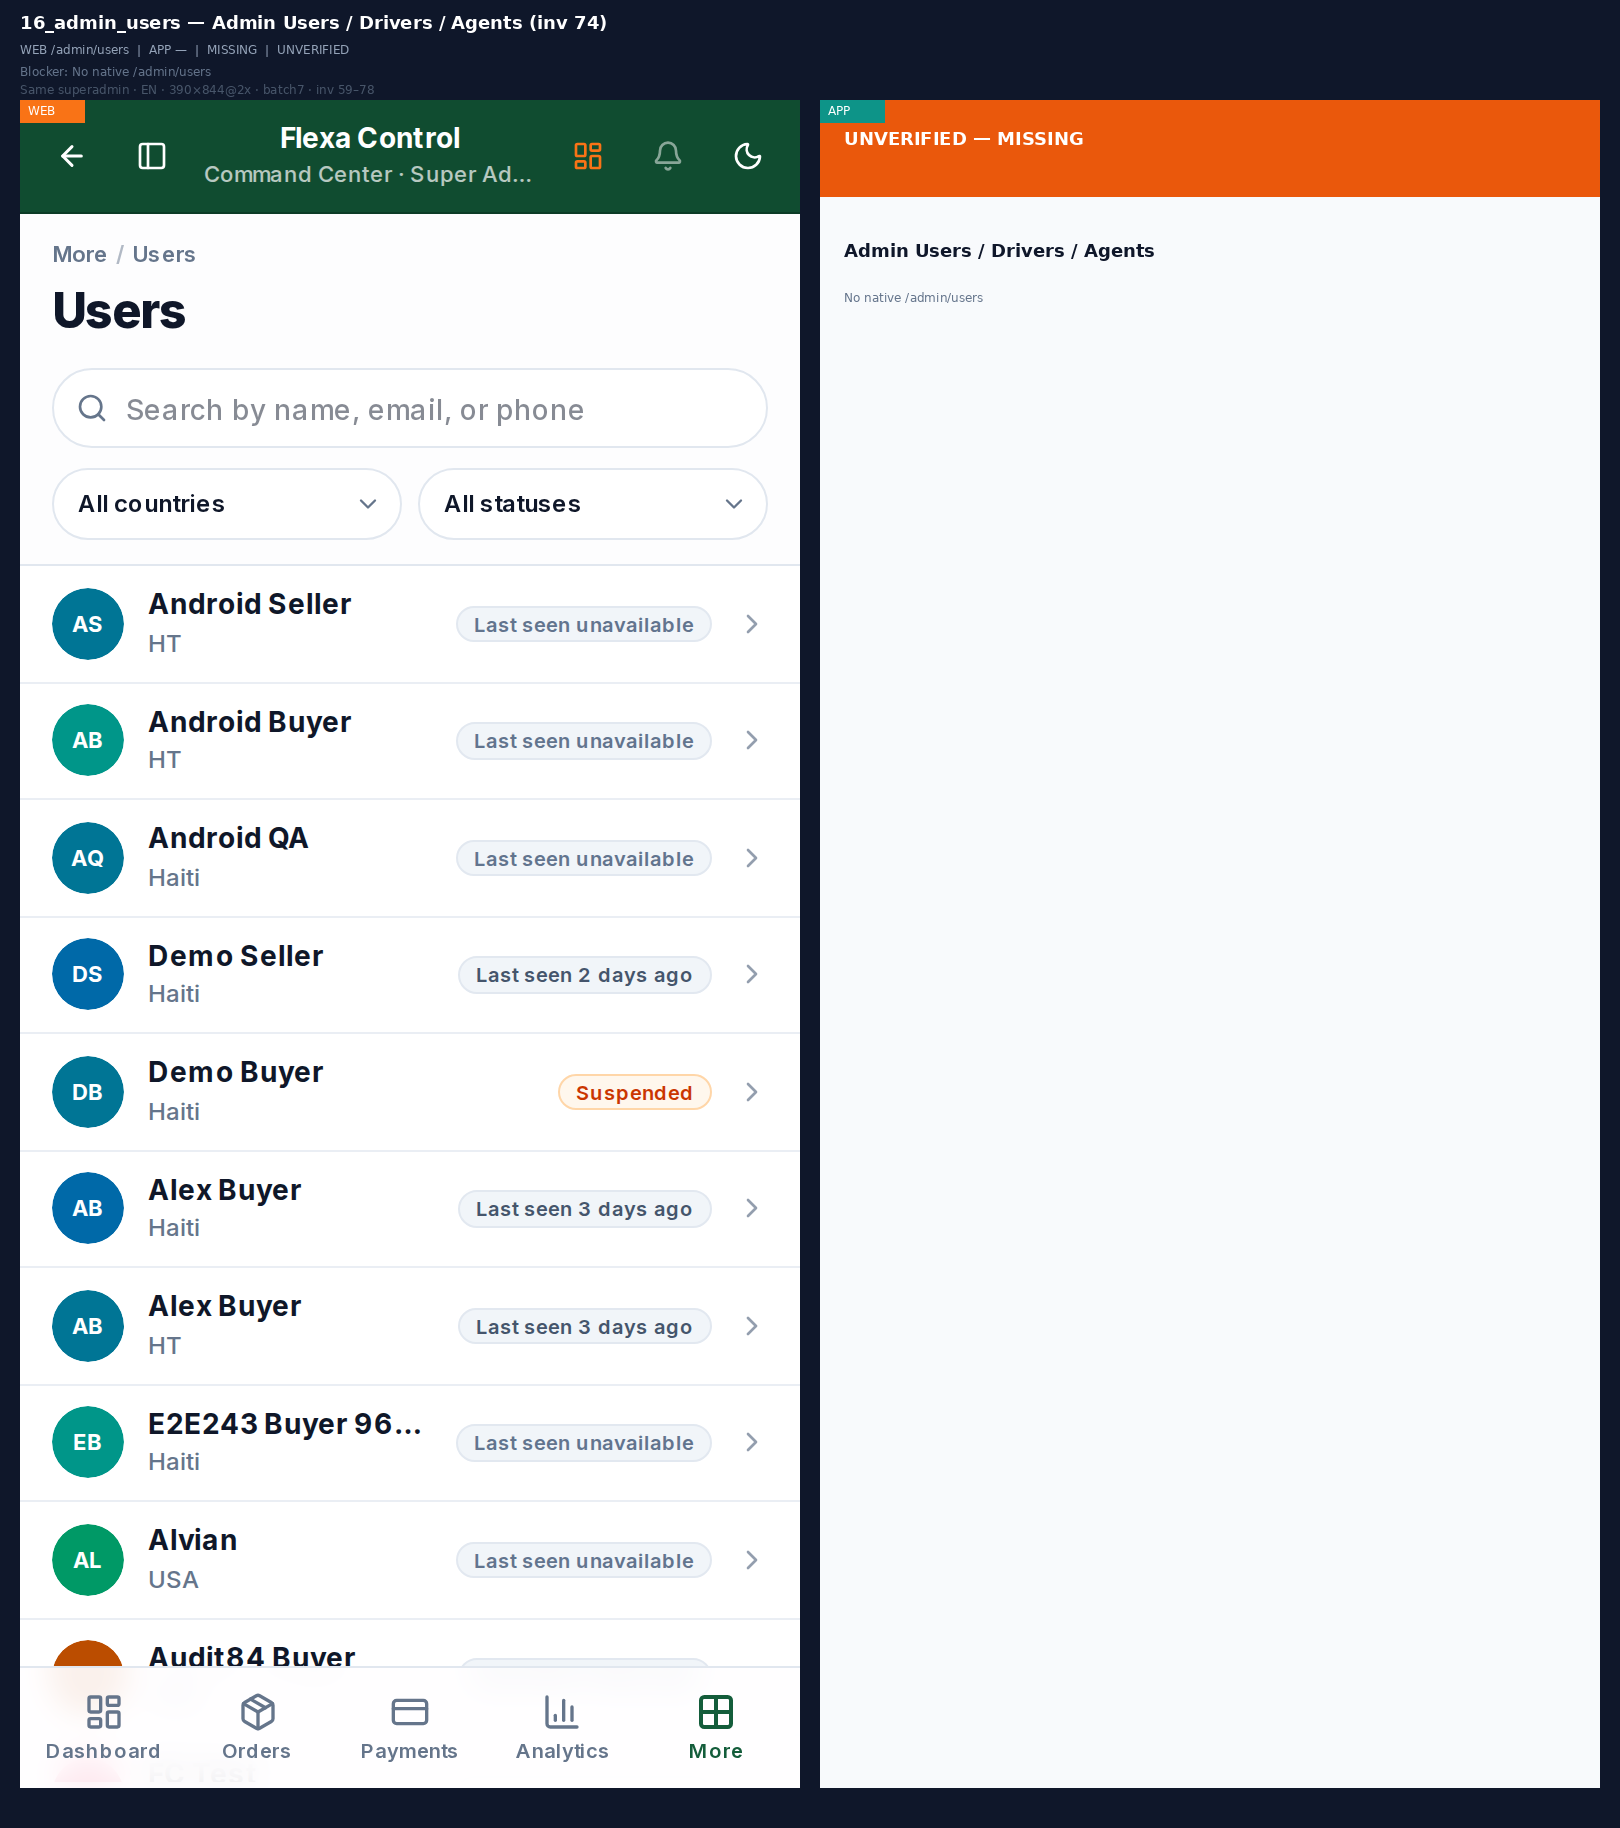 16_admin_users — Admin Users / Drivers / Agents (inv 74)
WEB /admin/users | APP — | MISSING | UNVERIFIED
Blocker: No native /admin/users
Same superadmin · EN · 390×844@2x · batch7 · inv 59–78
WEB
Flexa Control
Command Center · Super Ad...
More / Users
Users
Search by name, email, or phone
All countries
All statuses
AS
Android Seller
HT
Last seen unavailable
AB
Android Buyer
HT
Last seen unavailable
AQ
Android QA
Haiti
Last seen unavailable
DS
Demo Seller
Haiti
Last seen 2 days ago
DB
Demo Buyer
Haiti
Suspended
AB
Alex Buyer
Haiti
Last seen 3 days ago
AB
Alex Buyer
HT
Last seen 3 days ago
EB
E2E243 Buyer 96...
Haiti
Last seen unavailable
AL
Alvian
USA
Last seen unavailable
Audit84 Buyer
Dashboard
Orders
Payments
Analytics
More
FC Test
APP
UNVERIFIED — MISSING
Admin Users / Drivers / Agents
No native /admin/users